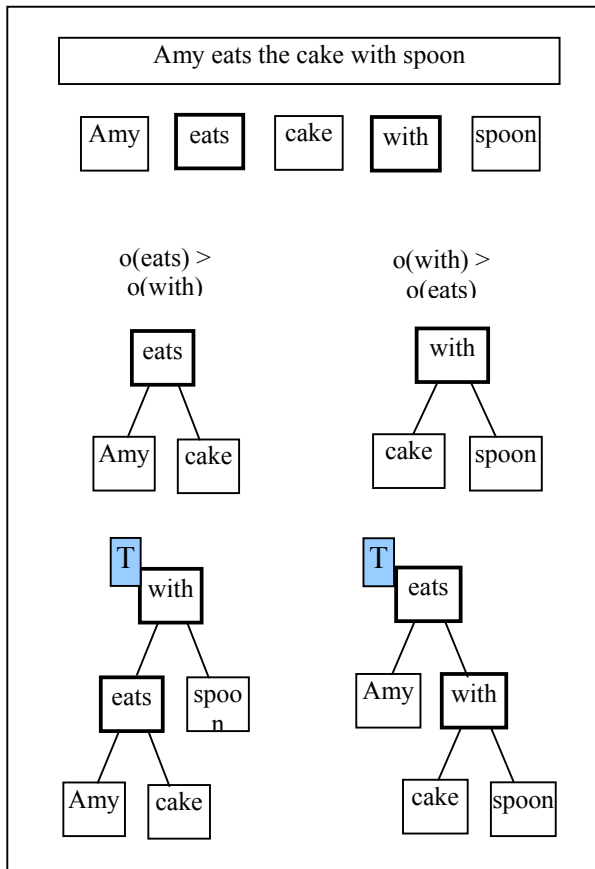 Amy eats the cake with spoon
Amy eats cake with spoon
o(eats) > o(with) >
o(with) o(eats)
eats with
Amy cake cake spoon
T T
with eats
eats spoo Amy with
n
Amy cake cake spoon